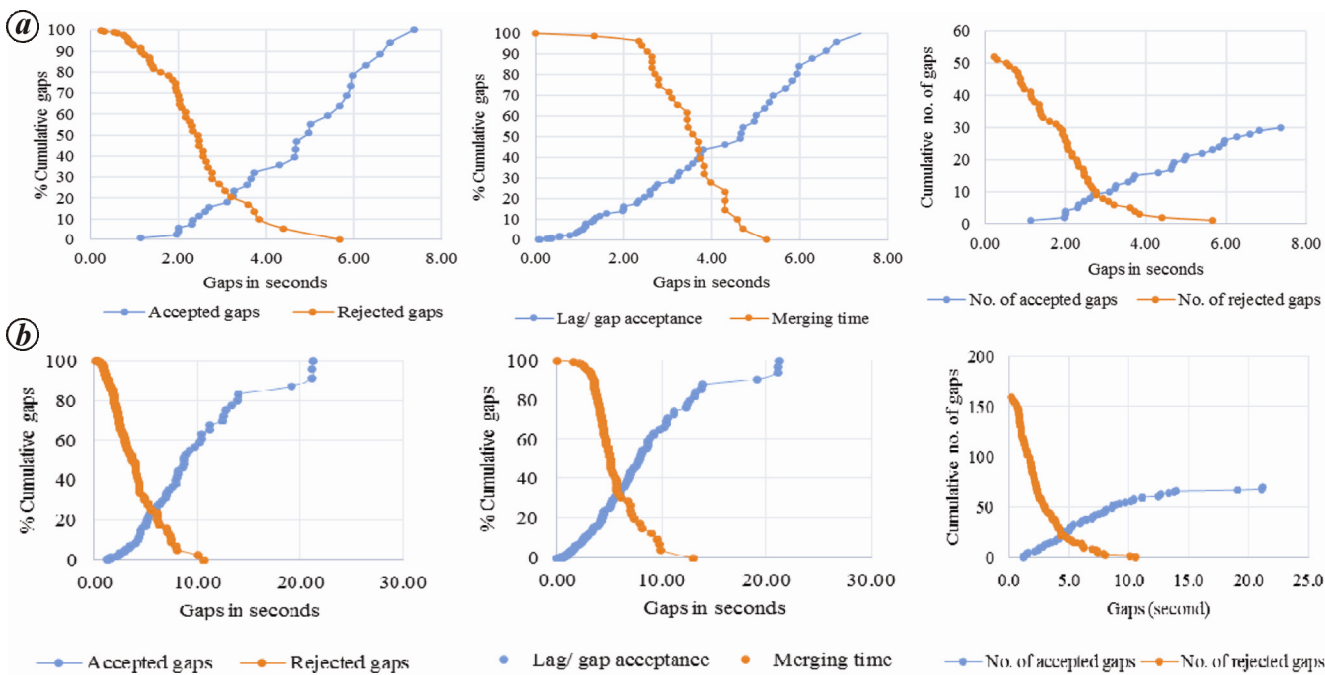 a
% Cumulative gaps
100
90
80
70
60
50
40
30
20
10
0
0.00 2.00 4.00 6.00 8.00
Gaps in seconds
Accepted gaps Rejected gaps
% Cumulative gaps
100
90
80
70
60
50
40
30
20
10
0
0.00 2.00 4.00 6.00 8.00
Gaps in seconds
Lag/ gap acceptance Merging time
Cumulative no. of gaps
60
50
40
30
20
10
0
0.00 2.00 4.00 6.00 8.00
Gaps in seconds
No. of accepted gaps No. of rejected gaps
b
% Cumulative gaps
100
80
60
40
20
0
0.00 10.00 20.00 30.00
Gaps in seconds
Accepted gaps Rejected gaps
% Cumulative gaps
100
80
60
40
20
0
0.00 10.00 20.00 30.00
Gaps in seconds
Lag/ gap acceptance Merging time
Cumulative no. of gaps
200
150
100
50
0
0.0 5.0 10.0 15.0 20.0 25.0
Gaps (second)
No. of accepted gaps No. of rejected gaps